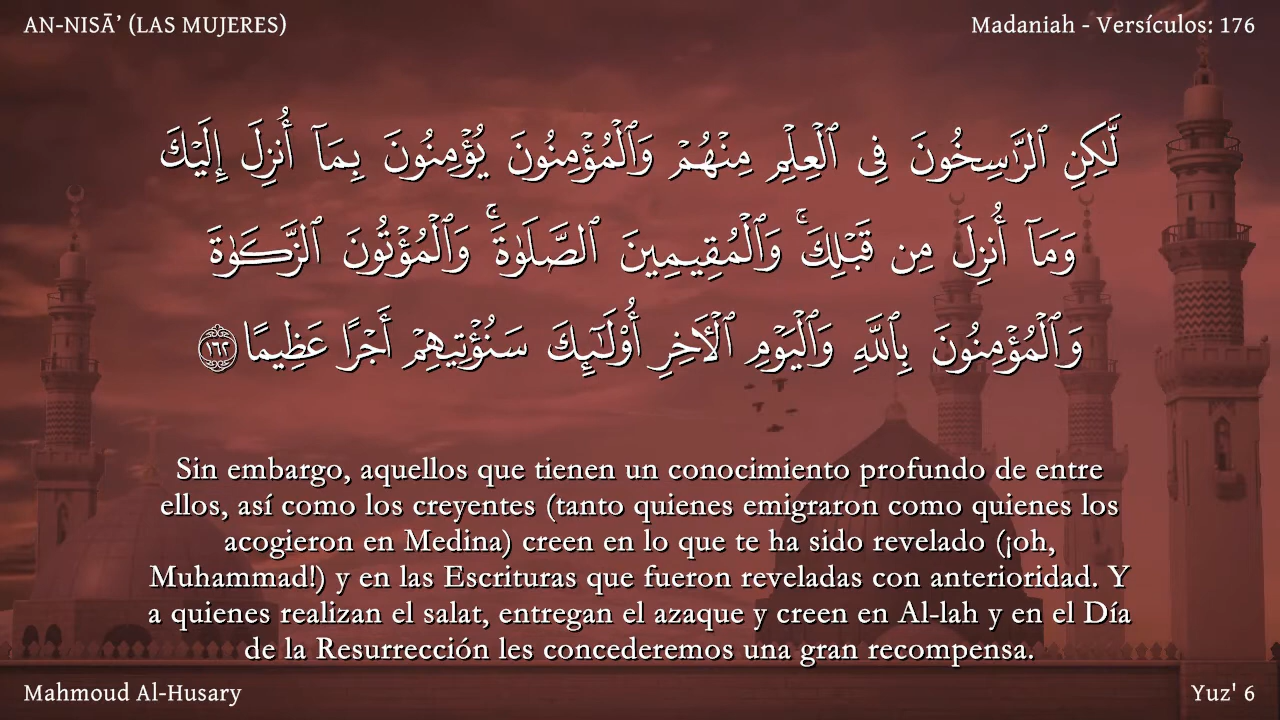 AN-NISĀ’ (LAS MUJERES)
Madaniah - Versículos: 176
لَّٰكِنِ ٱلرَّٰسِخُونَ فِى ٱلْعِلْمِ مِنْهُمْ وَٱلْمُؤْمِنُونَ يُؤْمِنُونَ بِمَآ أُنزِلَ إِلَيْكَ
وَمَآ أُنزِلَ مِن قَبْلِكَ ۚ وَٱلْمُقِيمِينَ ٱلصَّلَوٰةَ ۚ وَٱلْمُؤْتُونَ ٱلزَّكَوٰةَ
وَٱلْمُؤْمِنُونَ بِٱللَّهِ وَٱلْيَوْمِ ٱلْءَاخِرِ أُو۟لَٰٓئِكَ سَنُؤْتِيهِمْ أَجْرًا عَظِيمًا ١٦٢
Sin embargo, aquellos que tienen un conocimiento profundo de entre
ellos, así como los creyentes (tanto quienes emigraron como quienes los
acogieron en Medina) creen en lo que te ha sido revelado (¡oh,
Muhammad!) y en las Escrituras que fueron reveladas con anterioridad. Y
a quienes realizan el salat, entregan el azaque y creen en Al-lah y en el Día
de la Resurrección les concederemos una gran recompensa.
Mahmoud Al-Husary
Yuz' 6